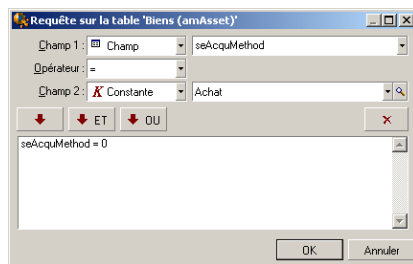 Requête sur la table 'Biens (amAsset)'
Champ 1 : Champ seAcquMethod
Opérateur : =
Champ 2 : K Constante Achat
ET OU
seAcquMethod = 0
OK Annuler